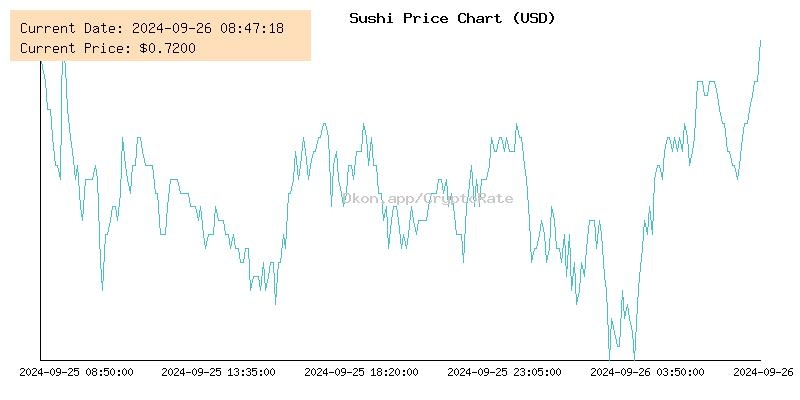 Sushi Price Chart (USD)
Current Date: 2024-09-26 08:47:18
Current Price: $0.7200
Okon.app/CryptoRate
2024-09-25 08:50:00 2024-09-25 13:35:00 2024-09-25 18:20:00 2024-09-25 23:05:00 2024-09-26 03:50:00 2024-09-26